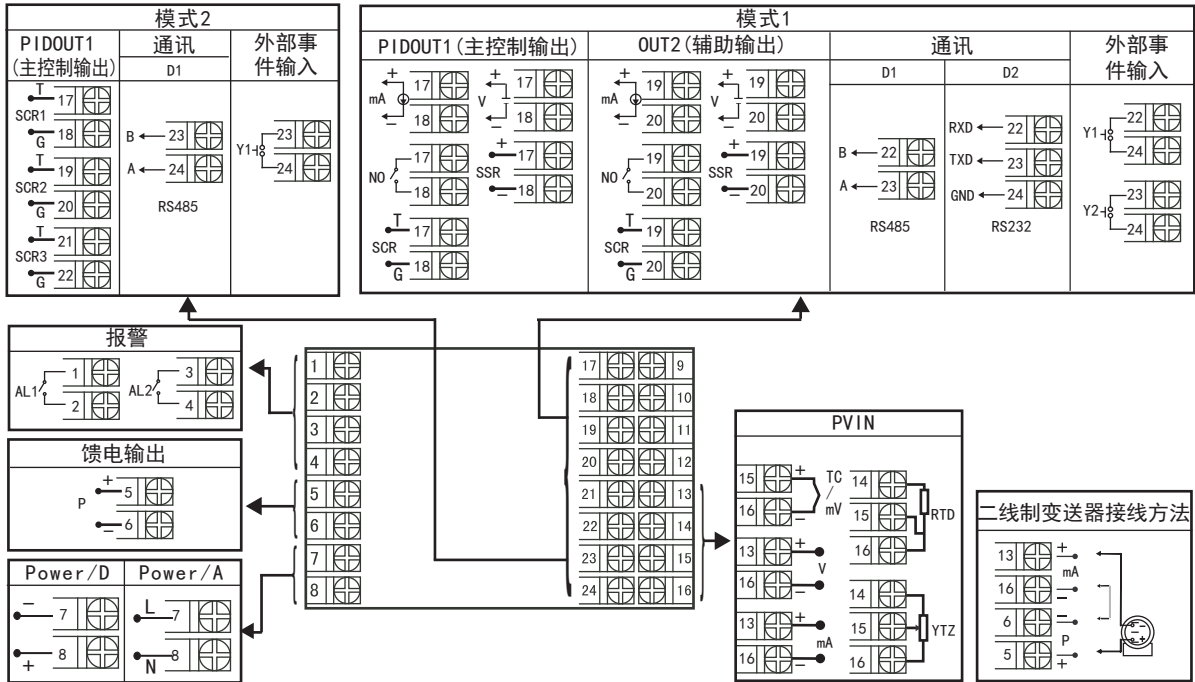 模式2
PIDOUT1
(主控制输出)
通讯
D1
外部事
件输入
T
17
SCR1
18
G
T
19
SCR2
20
G
T
21
SCR3
22
G
B 23
A 24
RS485
Y1
23
24
模式1
PIDOUT1(主控制输出)
OUT2(辅助输出)
通讯
外部事
件输入
D1
D2
+
17
mA
18
−
+
17
V
18
−
17
NO
18
+
17
SSR
18
−
T
17
SCR
18
G
+
19
mA
20
−
+
19
V
20
−
19
NO
20
+
19
SSR
20
−
T
19
SCR
20
G
B 22
A 23
RS485
RXD 22
TXD 23
GND 24
RS232
22
Y1
24
23
Y2
24
报警
AL1
1
2
AL2
3
4
馈电输出
P
+
5
−
6
Power/D
Power/A
−
7
8
+
L
7
8
N
1
2
3
4
5
6
7
8
17 9
18 10
19 11
20 12
21 13
22 14
23 15
24 16
PVIN
15 +
TC
/
mV
16 −
14
15
RTD
16
13 +
V
16 −
13 +
mA
16 −
14
15
YTZ
16
二线制变送器接线方法
13 +
mA
16 −
6 −
P
5 +
−
−
+